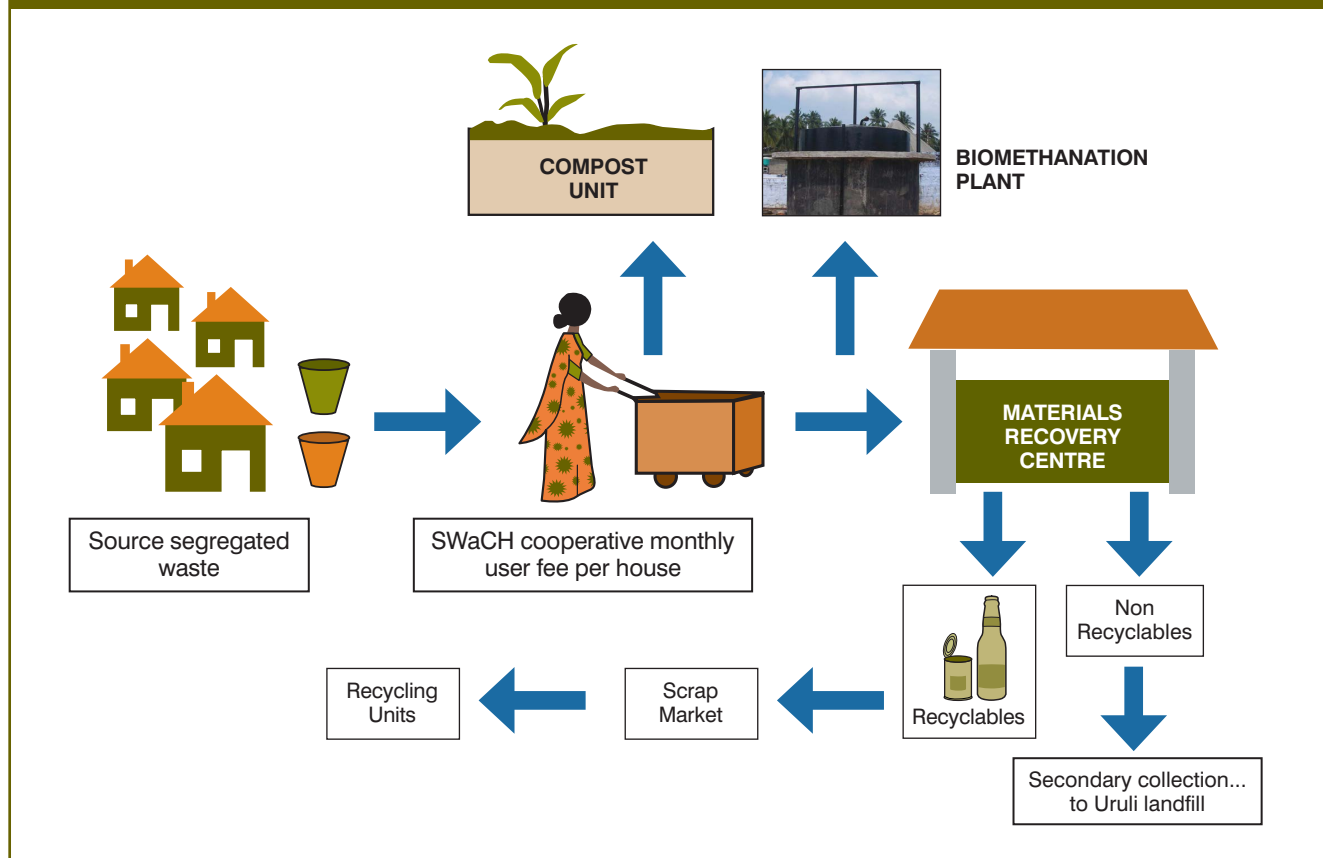 COMPOST
UNIT
BIOMETHANATION
PLANT
MATERIALS
RECOVERY
CENTRE
Source segregated
waste
SWaCH cooperative monthly
user fee per house
Recyclables
Non
Recyclables
Scrap
Market
Recycling
Units
Secondary collection...
to Uruli landfill